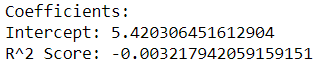 Coefficients:
Intercept: 5.420306451612904
R^2 Score: -0.003217942059159151